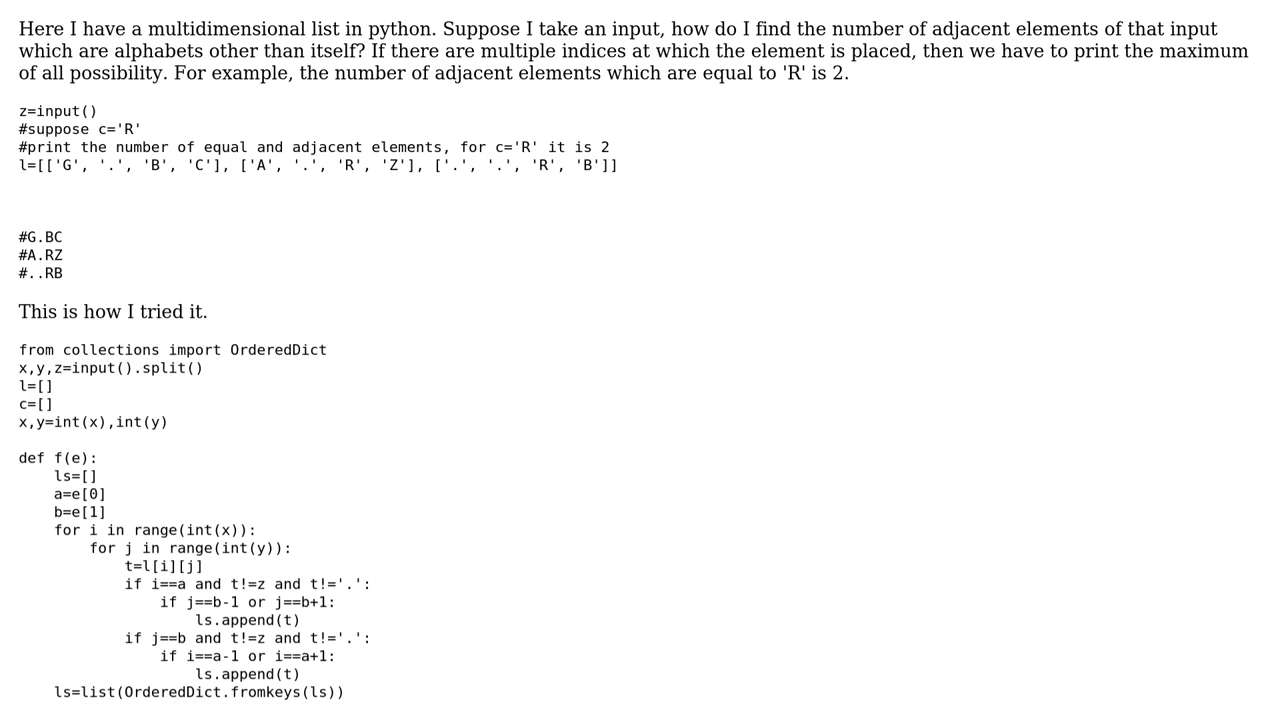 Here I have a multidimensional list in python. Suppose I take an input, how do I find the number of adjacent elements of that input
which are alphabets other than itself? If there are multiple indices at which the element is placed, then we have to print the maximum
of all possibility. For example, the number of adjacent elements which are equal to 'R' is 2.
z=input()
#suppose c='R'
#print the number of equal and adjacent elements, for c='R' it is 2
l=[['G', '.', 'B', 'C'], ['A', '.', 'R', 'Z'], ['.', '.', 'R', 'B']]
#G.BC
#A.RZ
#..RB
This is how I tried it.
from collections import OrderedDict
x,y,z=input().split()
l=[]
c=[]
x,y=int(x),int(y)
def f(e):
    ls=[]
    a=e[0]
    b=e[1]
    for i in range(int(x)):
        for j in range(int(y)):
            t=l[i][j]
            if i==a and t!=z and t!='.':
                if j==b-1 or j==b+1:
                    ls.append(t)
            if j==b and t!=z and t!='.':
                if i==a-1 or i==a+1:
                    ls.append(t)
    ls=list(OrderedDict.fromkeys(ls))